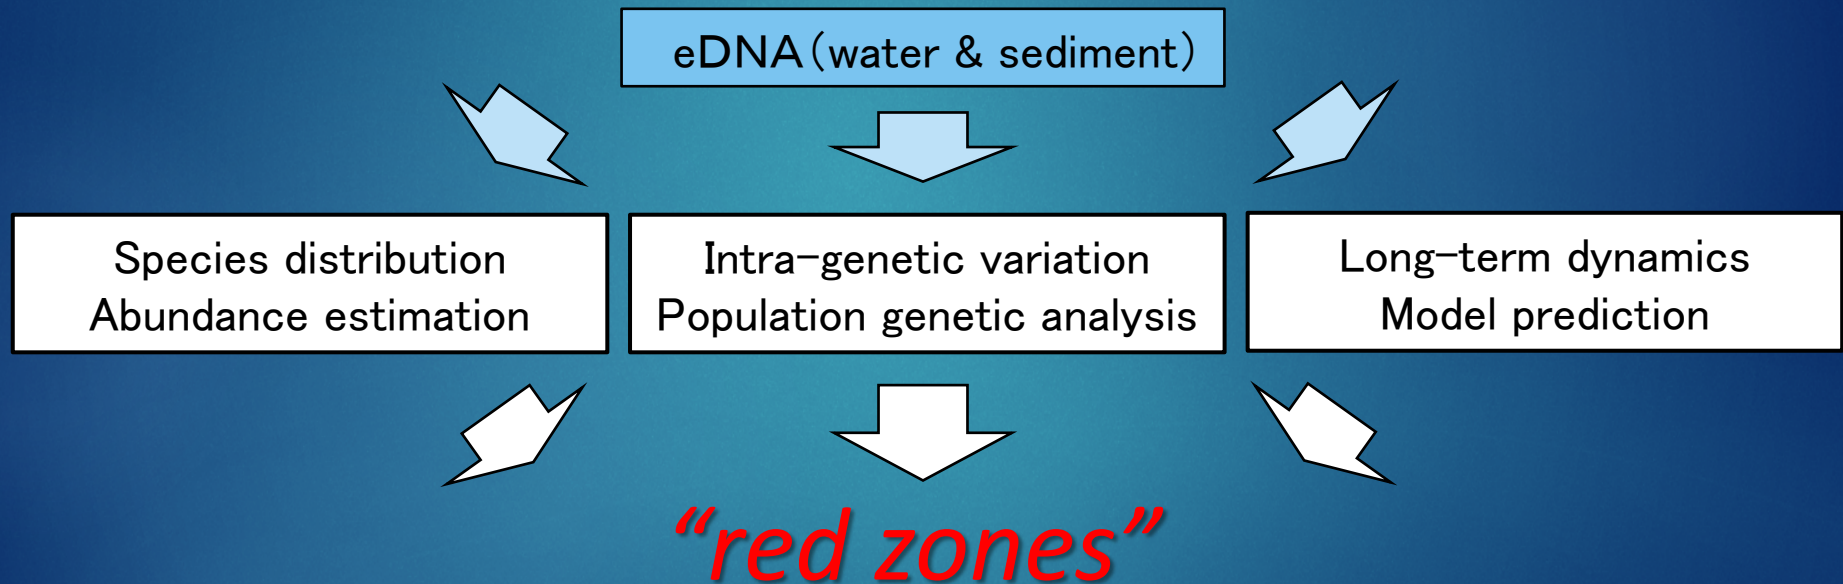 eDNA（water & sediment）
Species distribution
Abundance estimation
Intra-genetic variation
Population genetic analysis
Long-term dynamics
Model prediction
“red zones”